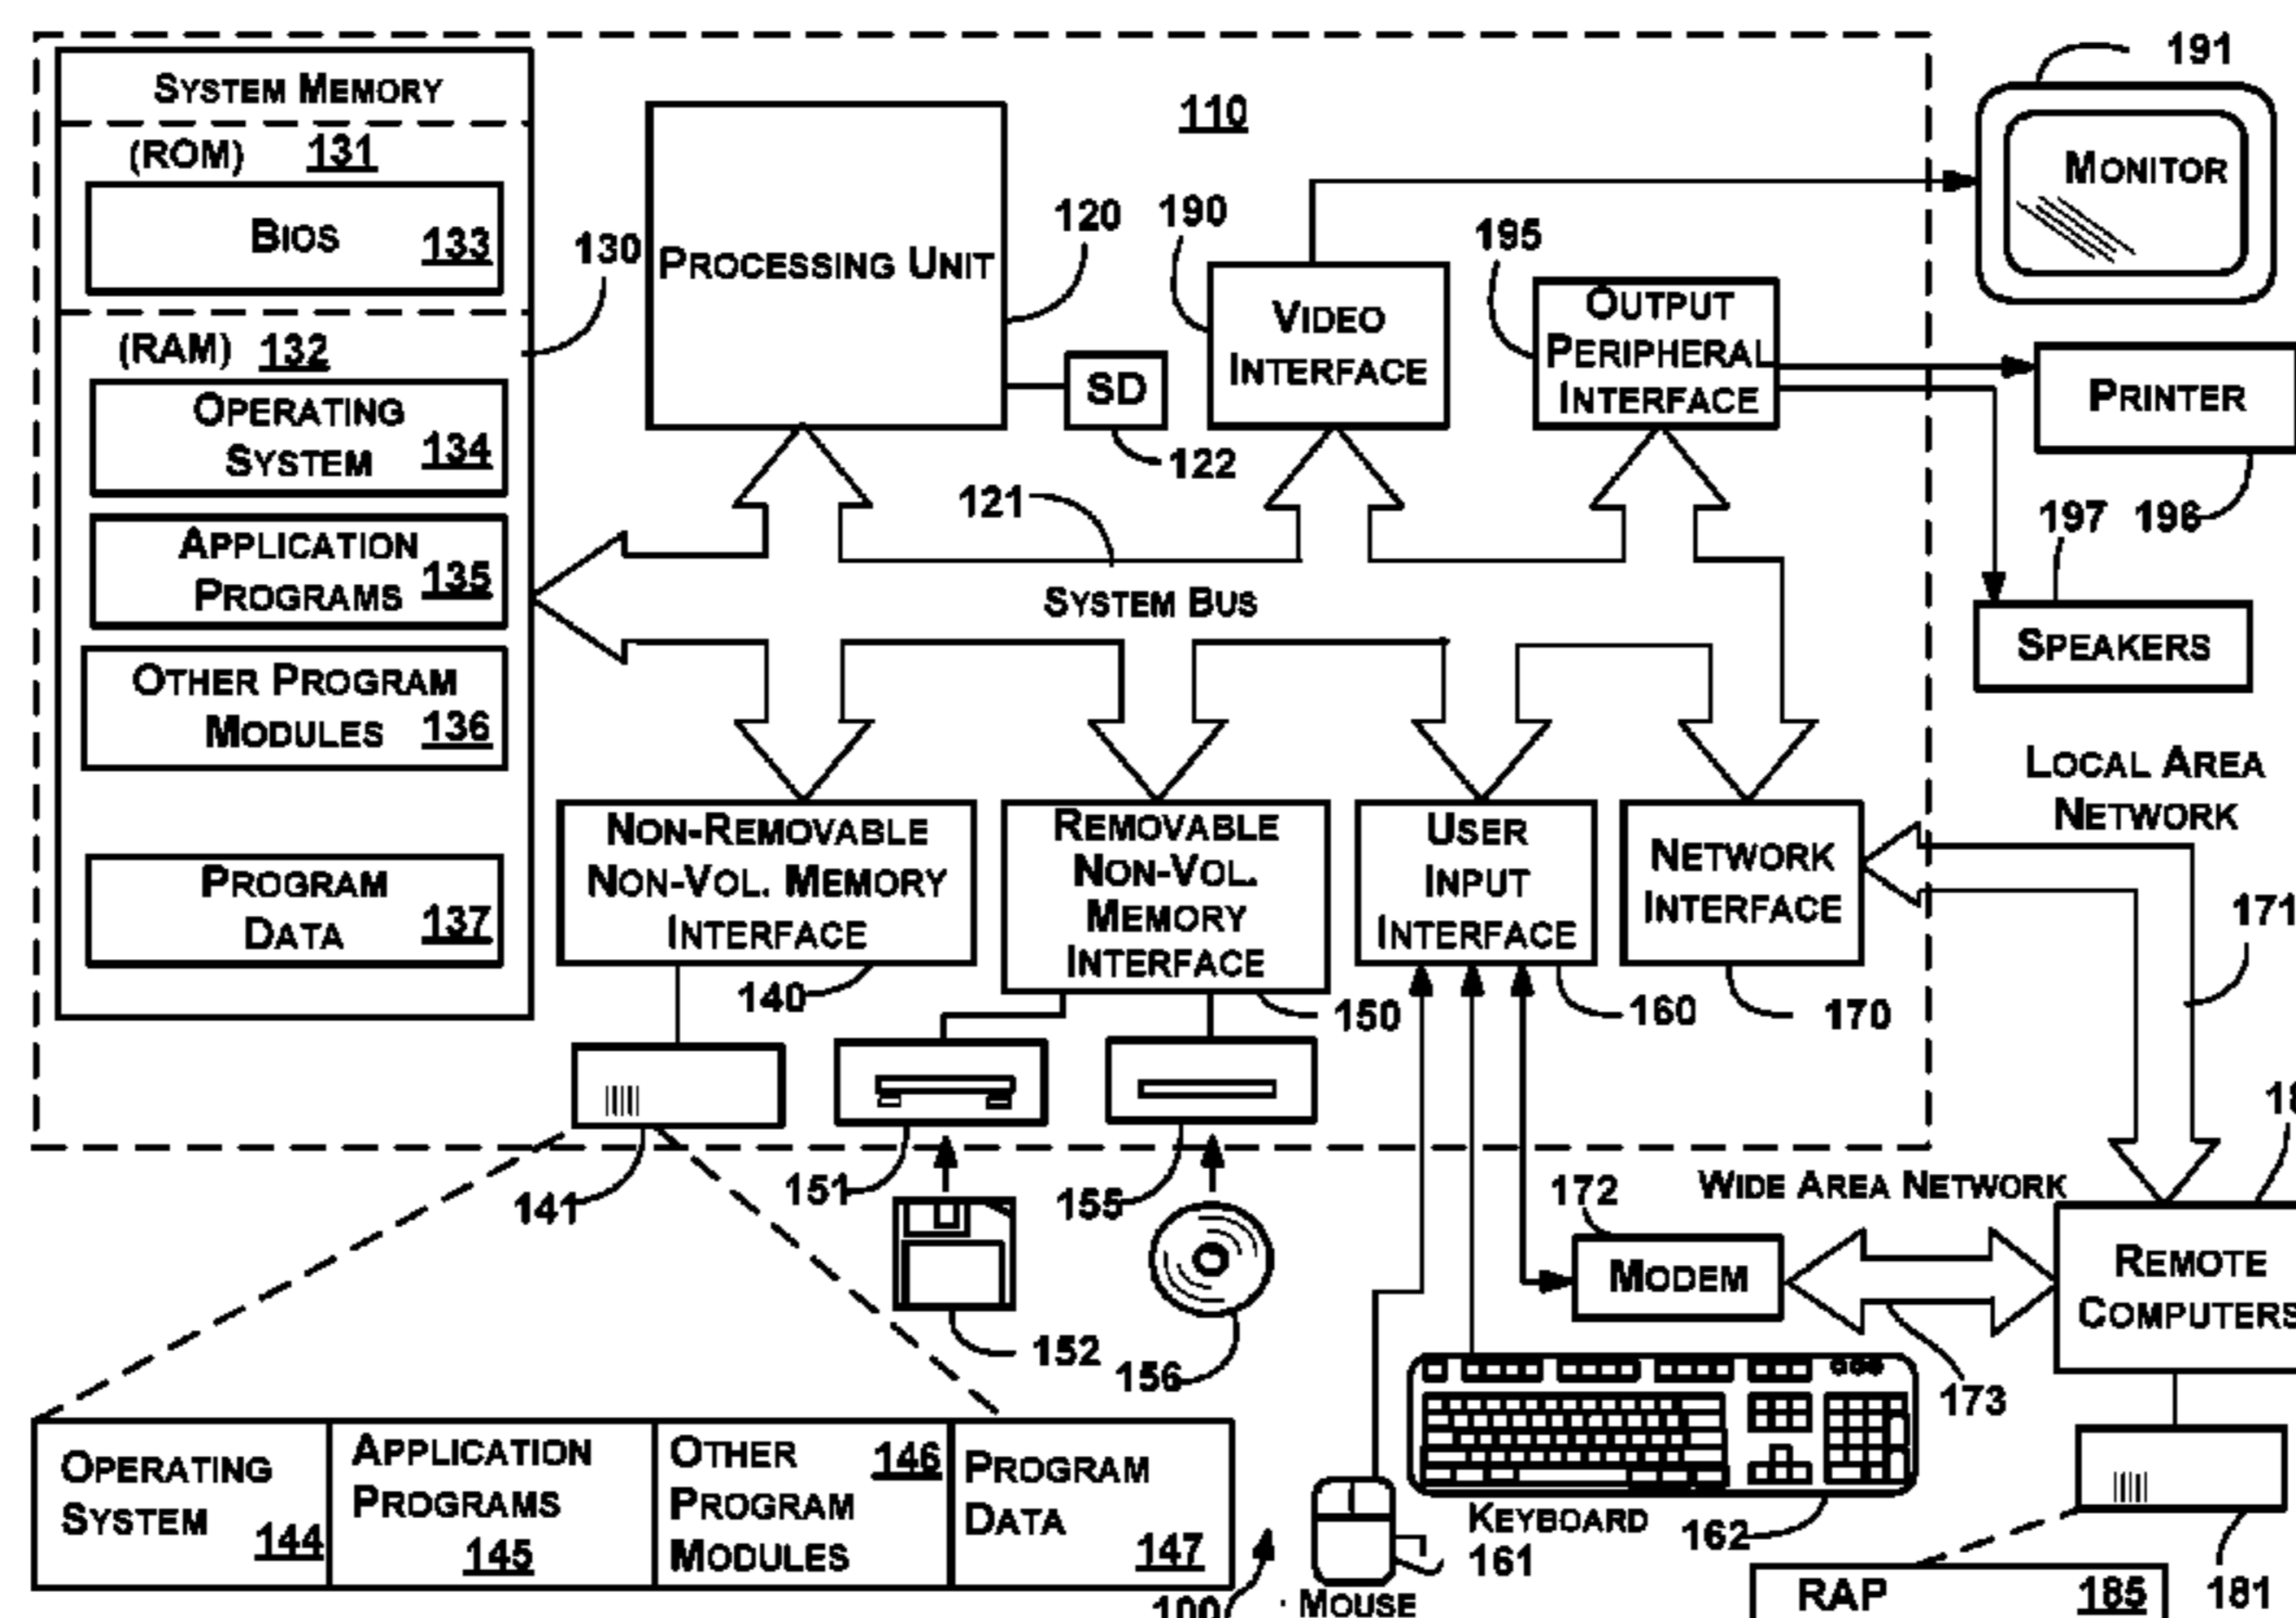 SYSTEM MEMORY
(ROM) 131
BIOS 133
(RAM) 132
OPERATING
SYSTEM 134
APPLICATION
PROGRAMS 135
OTHER PROGRAM
MODULES 136
PROGRAM
DATA 137
130
PROCESSING UNIT
120
SD
122
110
190
VIDEO
INTERFACE
195
OUTPUT
PERIPHERAL
INTERFACE
191
MONITOR
PRINTER
197 196
SPEAKERS
121
SYSTEM BUS
NON-REMOVABLE
NON-VOL. MEMORY
INTERFACE
140
REMOVABLE
NON-VOL.
MEMORY
INTERFACE
150
USER
INPUT
INTERFACE
160
NETWORK
INTERFACE
170
LOCAL AREA
NETWORK
171
141
151
155
152
156
172
WIDE AREA NETWORK
MODEM
173
REMOTE
COMPUTERS
OPERATING
SYSTEM 144
APPLICATION
PROGRAMS
145
OTHER 146
PROGRAM
MODULES
PROGRAM
DATA
147
100
MOUSE
KEYBOARD
161
162
181
RAP 185